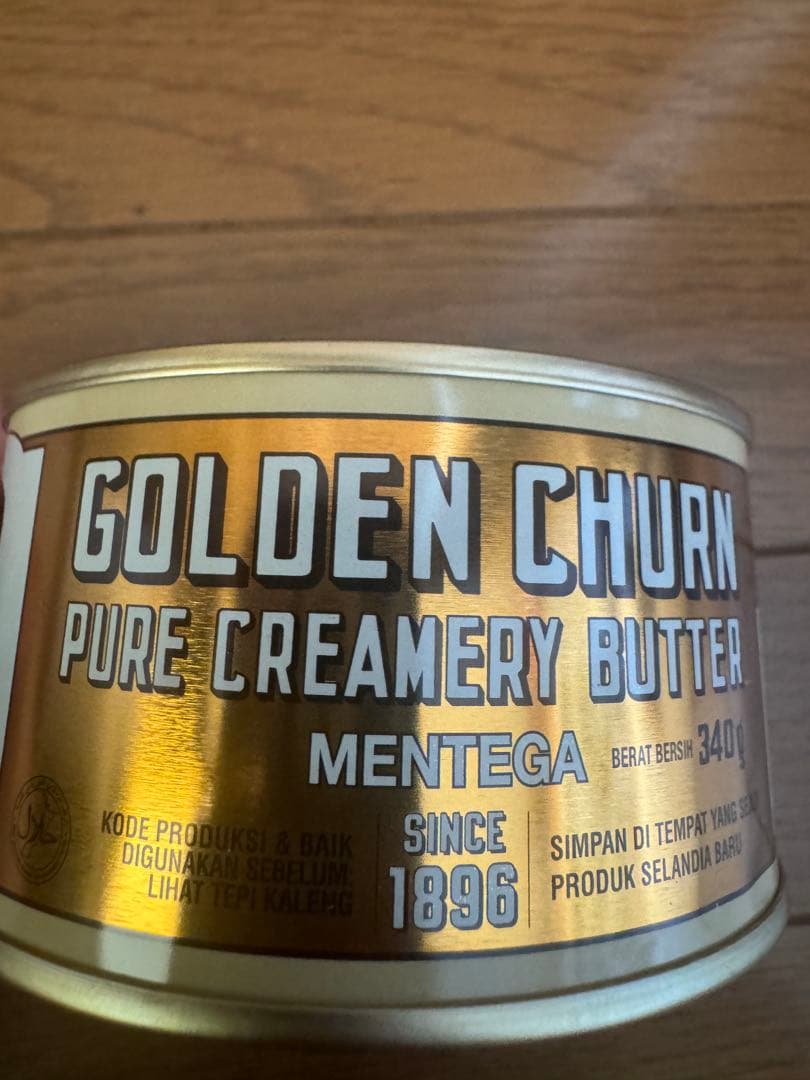 GOLDEN CHURN
PURE CREAMERY BUTTER
MENTEGA
BERAT BERSIH 340g
حلال
KODE PRODUKSI & BAIK
DIGUNAKAN SEBELUM
LIHAT TEPI KALENG
SINCE
1896
SIMPAN DI TEMPAT YANG
PRODUK SELANDIA BARU